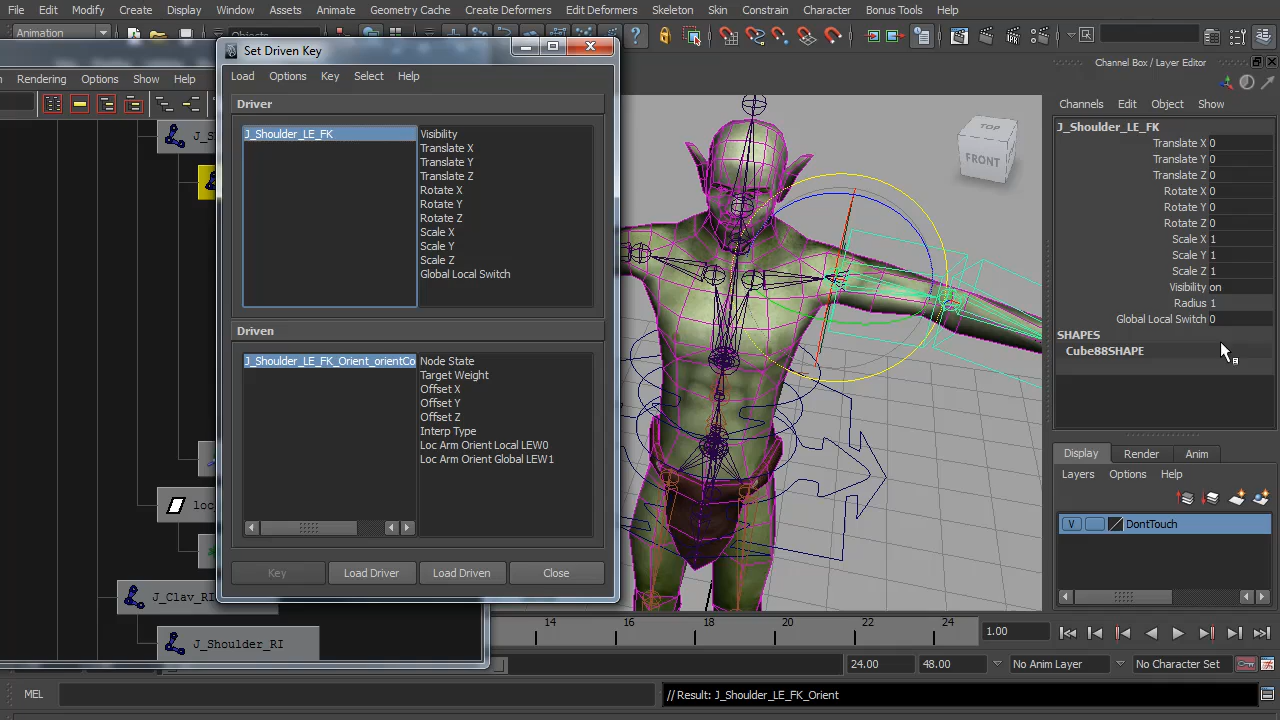 File Edit Modify Create Display Window Assets Animate Geometry Cache Create Deformers Edit Deformers Skeleton Skin Constrain Character Bonus Tools Help
Animation
Set Driven Key
Channel Box / Layer Editor
Rendering Options Show Help
Load Options Key Select Help
Channels Edit Object Show
Driver
J_Shoulder_LE_FK
Visibility
Translate X
Translate Y
Translate Z
Rotate X
Rotate Y
Rotate Z
Scale X
Scale Y
Scale Z
Global Local Switch
Driven
J_Shoulder_LE_FK_Orient_orientCo
Node State
Target Weight
Offset X
Offset Y
Offset Z
Interp Type
Loc Arm Orient Local LEW0
Loc Arm Orient Global LEW1
Key Load Driver Load Driven Close
J_Clav_RI
J_Shoulder_RI
TOP
FRONT
J_Shoulder_LE_FK
Translate X 0
Translate Y 0
Translate Z 0
Rotate X 0
Rotate Y 0
Rotate Z 0
Scale X 1
Scale Y 1
Scale Z 1
Visibility on
Radius 1
Global Local Switch 0
SHAPES
Cube88SHAPE
Display Render Anim
Layers Options Help
V DontTouch
14 16 18 20 22 24
1.00
24.00 48.00 No Anim Layer No Character Set
MEL
// Result: J_Shoulder_LE_FK_Orient